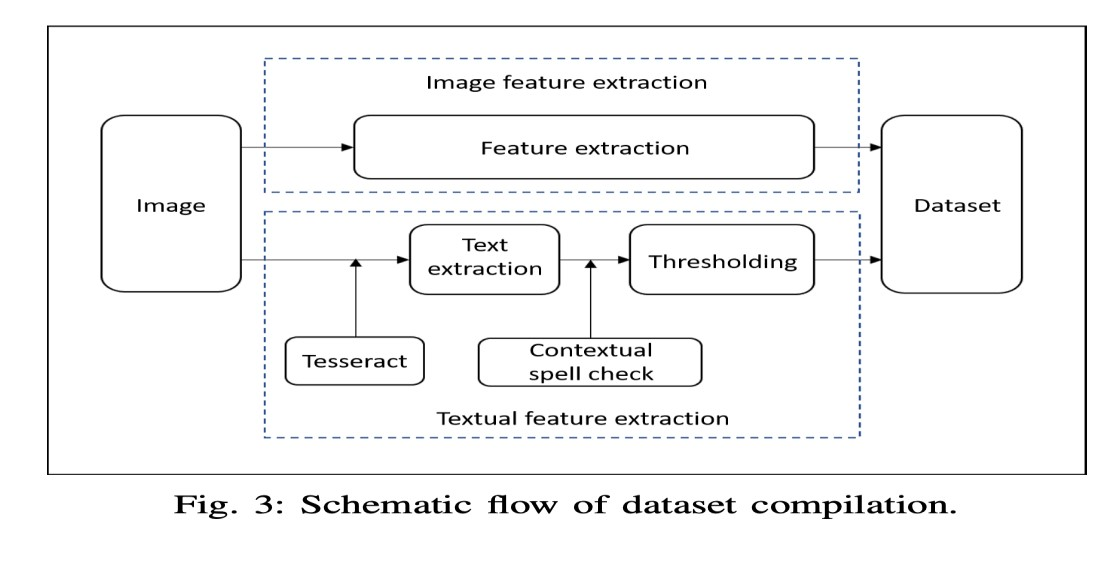 Image feature extraction
Feature extraction
Image
Dataset
Text
extraction
Thresholding
Tesseract
Contextual
spell check
Textual feature extraction
Fig. 3: Schematic flow of dataset compilation.